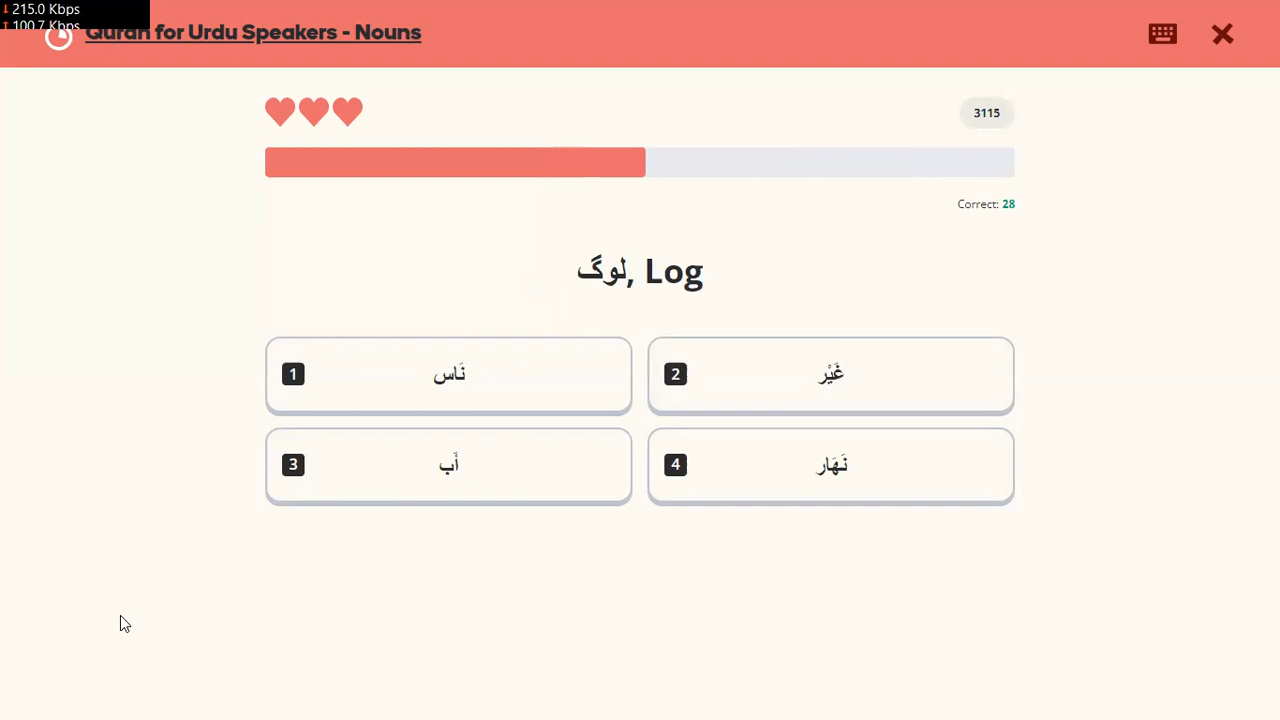 ↓ 215.0 Kbps
↑ 100.7 Kbps
Quran for Urdu Speakers - Nouns
3115
Correct: 28
لوگ, Log
1 نَاس
2 غَيْر
3 أَب
4 نَهَار